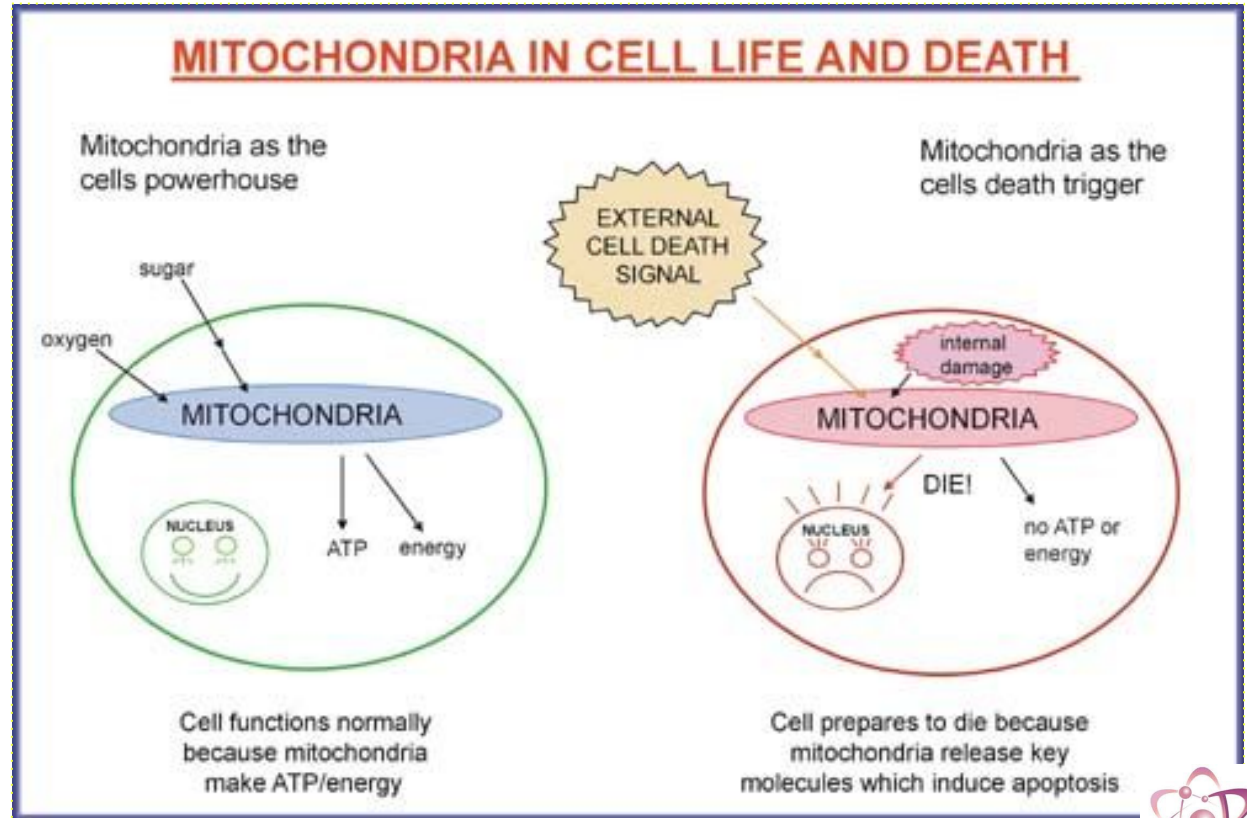 MITOCHONDRIA IN CELL LIFE AND DEATH
Mitochondria as the
cells powerhouse
sugar
oxygen
MITOCHONDRIA
NUCLEUS
ATP
energy
Cell functions normally
because mitochondria
make ATP/energy
EXTERNAL
CELL DEATH
SIGNAL
Mitochondria as the
cells death trigger
internal
damage
MITOCHONDRIA
DIE!
NUCLEUS
no ATP or
energy
Cell prepares to die because
mitochondria release key
molecules which induce apoptosis